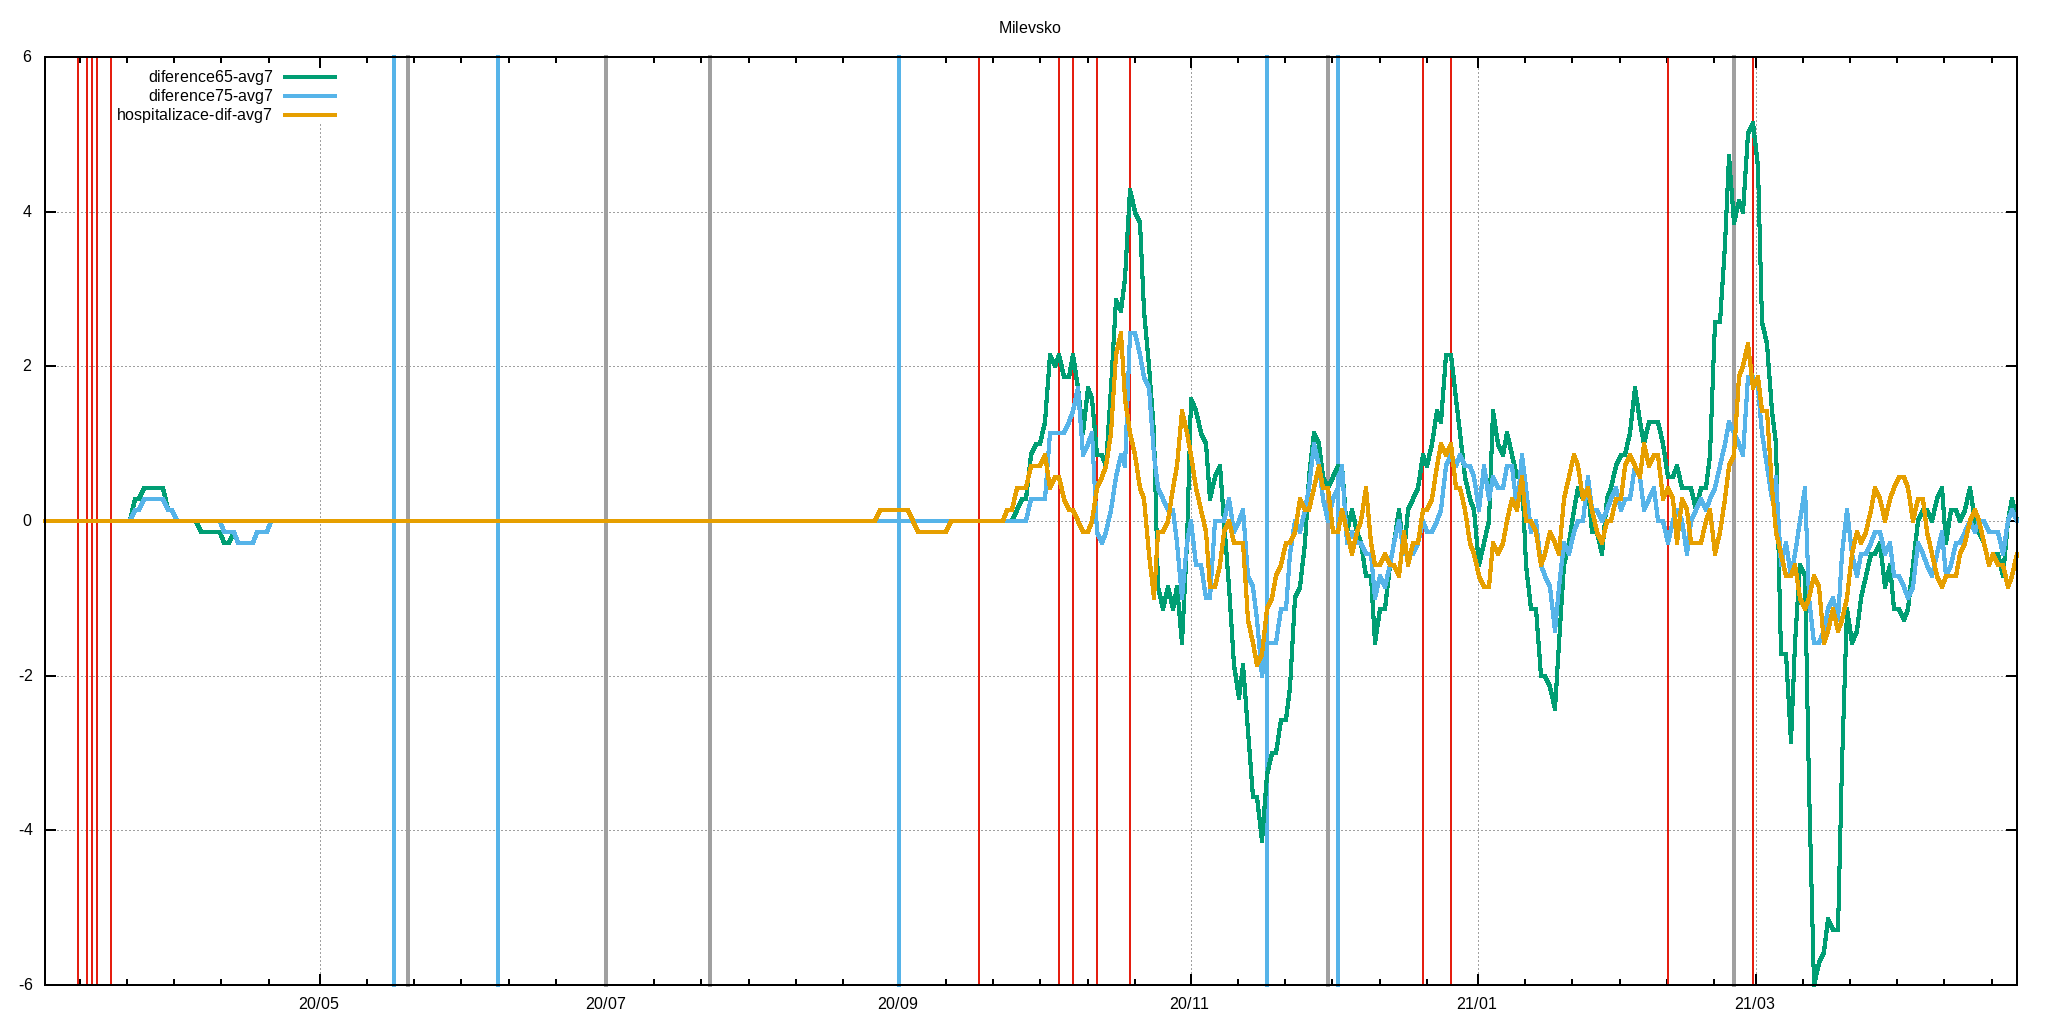 Milevsko
6
diference65-avg7
diference75-avg7
hospitalizace-dif-avg7
4
2
0
-2
-4
-6
20/05 20/07 20/09 20/11 21/01 21/03